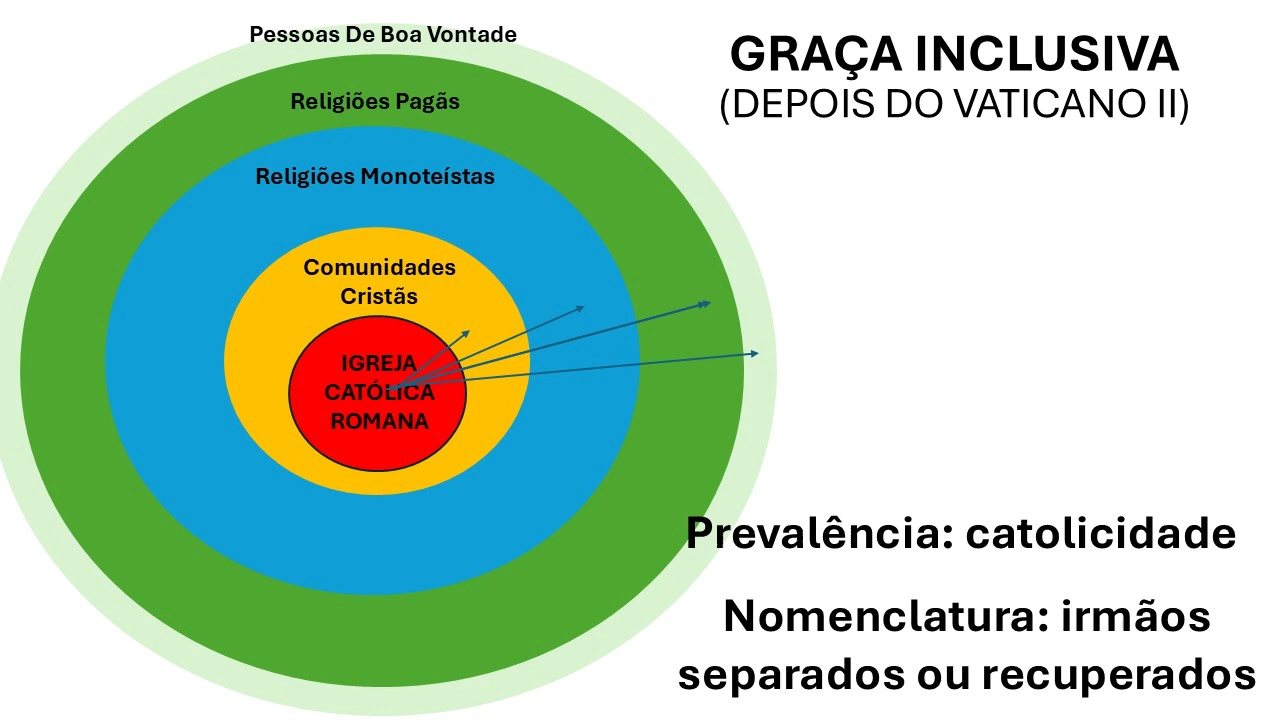 Pessoas De Boa Vontade
Religiões Pagãs
Religiões Monoteístas
Comunidades
Cristãs
IGREJA
CATÓLICA
ROMANA
GRAÇA INCLUSIVA
(DEPOIS DO VATICANO II)
Prevalência: catolicidade
Nomenclatura: irmãos
separados ou recuperados